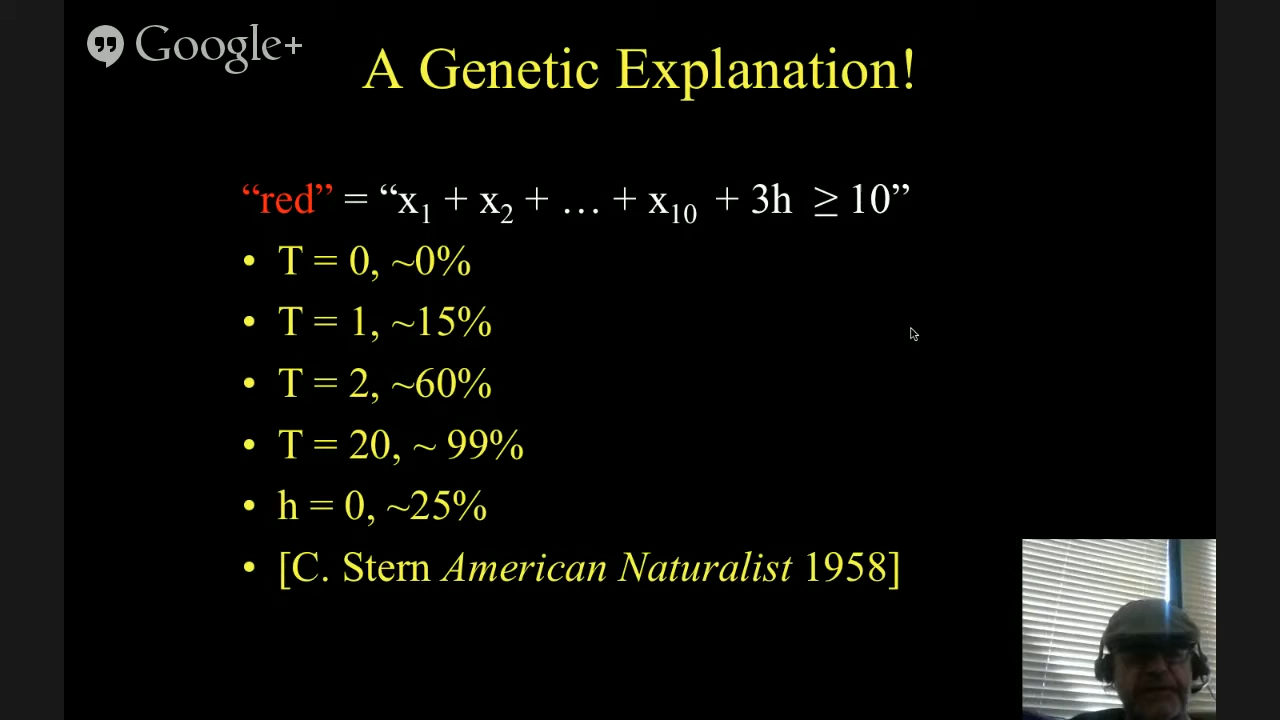 Google+
A Genetic Explanation!
“red” = “x₁ + x₂ + … + x₁₀ + 3h ≥ 10”
• T = 0, ~0%
• T = 1, ~15%
• T = 2, ~60%
• T = 20, ~ 99%
• h = 0, ~25%
• [C. Stern American Naturalist 1958]